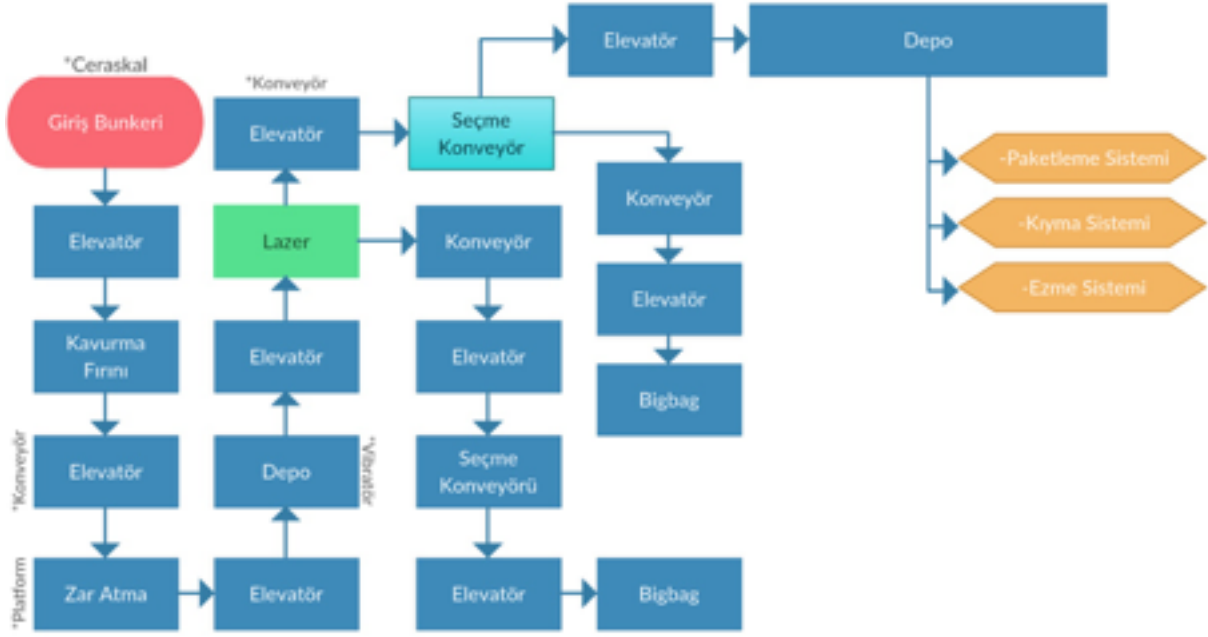 *Ceraskal
Giriş Bunkeri
Elevatör
Kavurma
Fırını
*Konveyör
Elevatör
*Platform
Zar Atma
Elevatör
Depo
*Vibratör
Elevatör
Lazer
*Konveyör
Elevatör
Seçme
Konveyör
Konveyör
Elevatör
Seçme
Konveyörü
Elevatör
Bigbag
Konveyör
Elevatör
Bigbag
Elevatör
Depo
-Paketleme Sistemi
-Kıyma Sistemi
-Ezme Sistemi